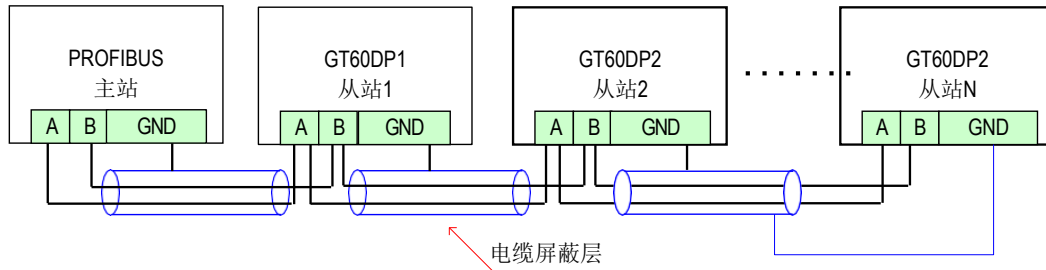 PROFIBUS
主站
A B GND
GT60DP1
从站1
A B GND
GT60DP2
从站2
A B GND
·······
GT60DP2
从站N
A B GND
电缆屏蔽层